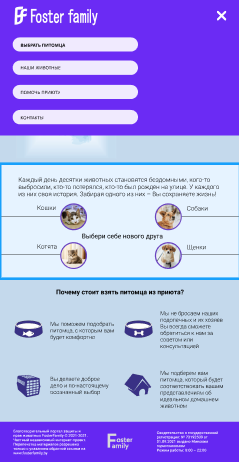 Foster family
ВЫБРАТЬ ПИТОМЦА
НАШИ ЖИВОТНЫЕ
ПОМОЧЬ ПРИЮТУ
КОНТАКТЫ
Каждый день десятки животных становятся бездомными, кого-то
выбросили, кто-то потерялся, кто-то был рожден на улице. У каждого
из них своя история. Забирая одного из них – Вы сохраняете жизнь!
Кошки
Собаки
Выбери себе нового друга
Котята
Щенки
Почему стоит взять питомца из приюта?
Мы поможем подобрать
питомца, с которым вам
будет комфортно
Мы не бросаем наших
подопечных и их хозяев
Вы всегда сможете
обратиться к нам за
советом или
консультацией
Вы делаете доброе
дело и по-настоящему
осознанный выбор
Мы подберем вам
питомца, который будет
соответствовать вашим
представлениям об
идеальном домашнем
животном
Foster
Family